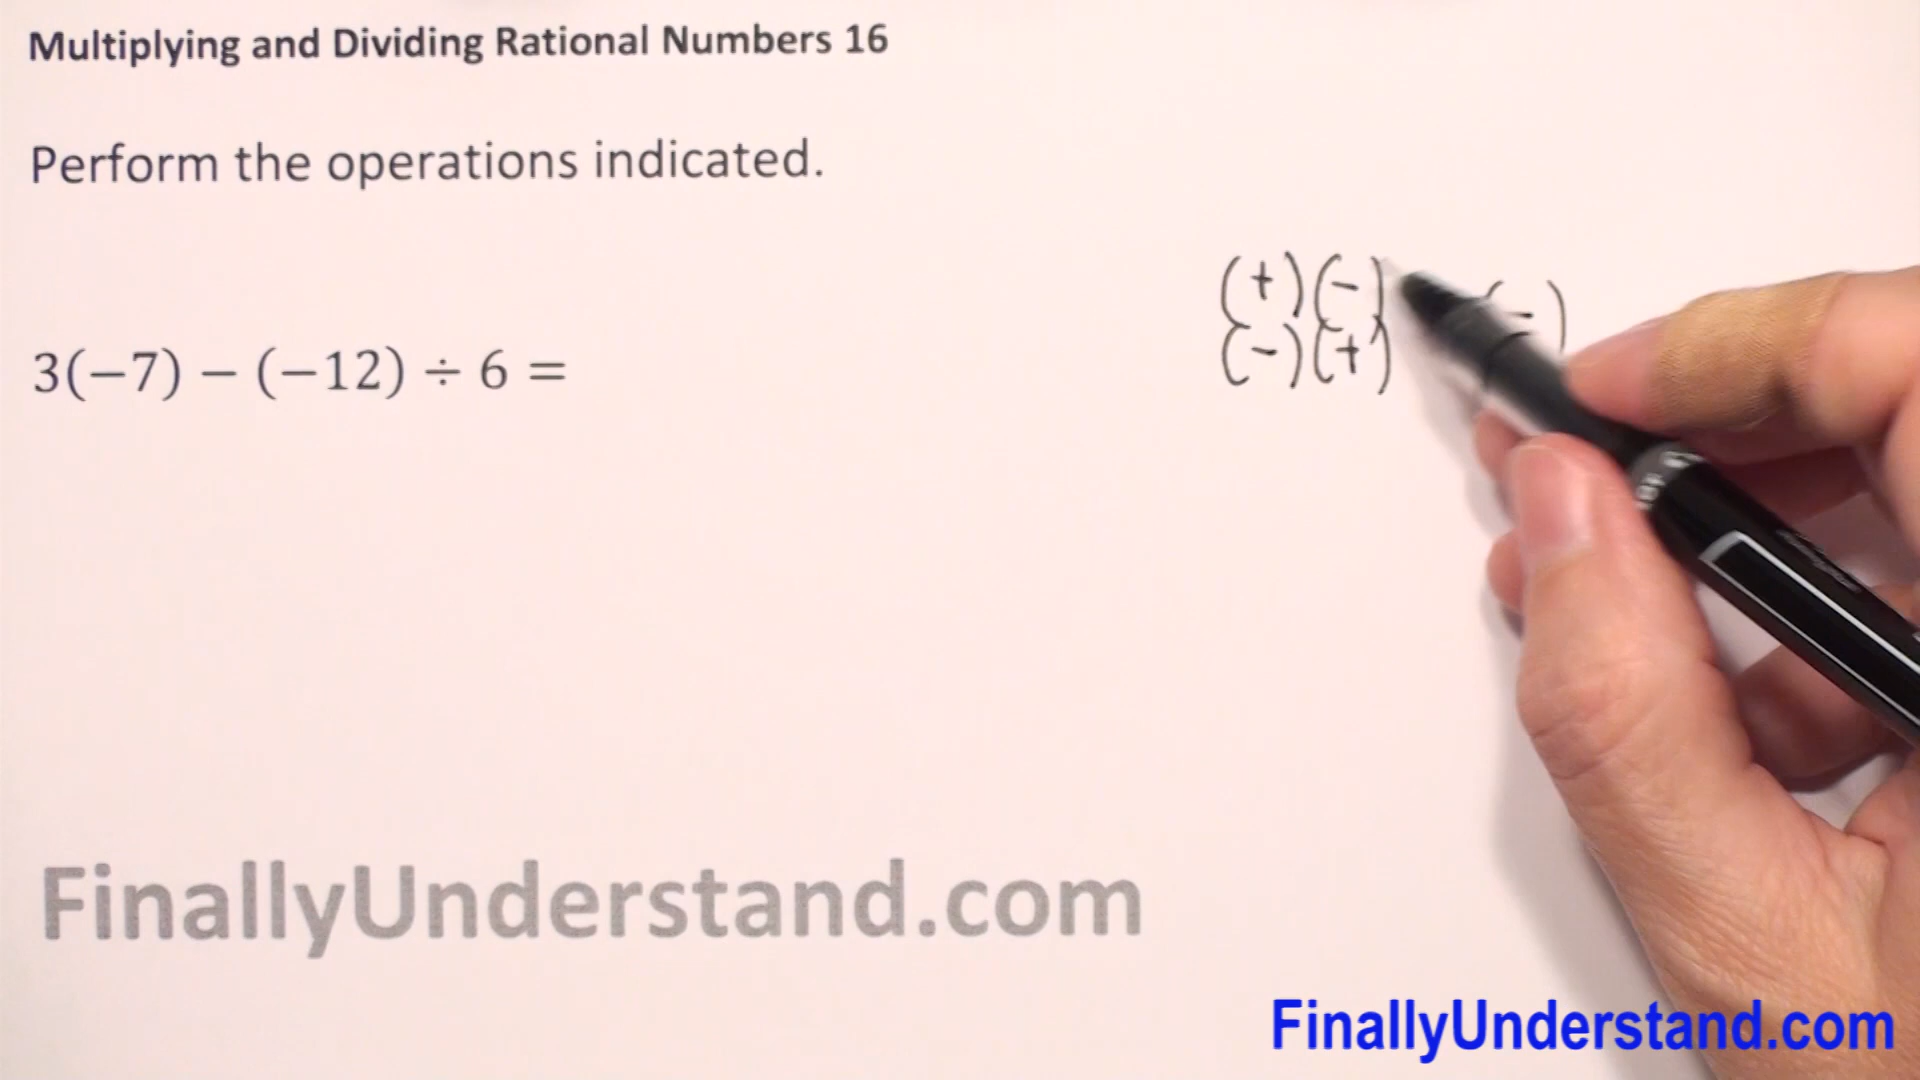 Multiplying and Dividing Rational Numbers 16
Perform the operations indicated.
3(−7) − (−12) ÷ 6 =
(+)(-) (-)
(-)(+)
FinallyUnderstand.com
FinallyUnderstand.com